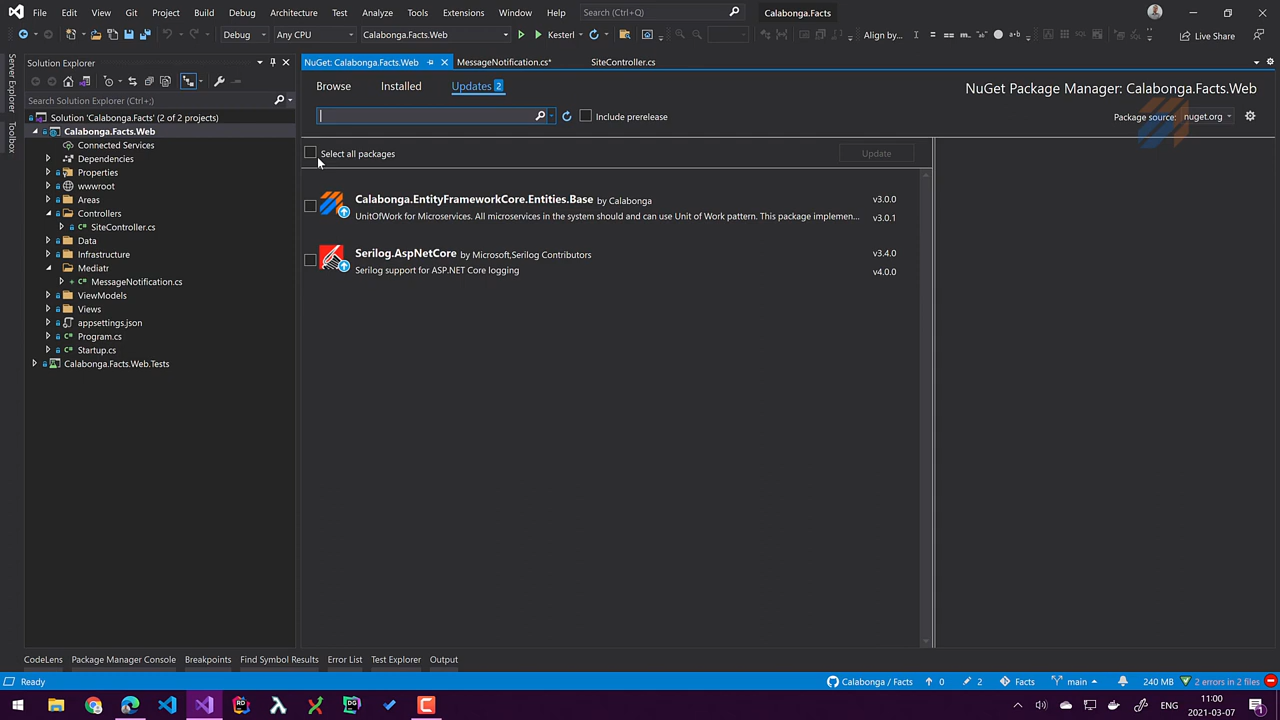 File Edit View Git Project Build Debug Architecture Test Analyze Tools Extensions Window Help Search (Ctrl+Q) Calabonga.Facts
Debug Any CPU Calabonga.Facts.Web Kestrel Align by: Live Share
Server Explorer
Toolbox
Solution Explorer
Search Solution Explorer (Ctrl+;)
Solution 'Calabonga.Facts' (2 of 2 projects)
Calabonga.Facts.Web
Connected Services
Dependencies
Properties
wwwroot
Areas
Controllers
SiteController.cs
Data
Infrastructure
Mediatr
MessageNotification.cs
ViewModels
Views
appsettings.json
Program.cs
Startup.cs
Calabonga.Facts.Web.Tests
NuGet: Calabonga.Facts.Web MessageNotification.cs* SiteController.cs
Browse Installed Updates 2
NuGet Package Manager: Calabonga.Facts.Web
Include prerelease
Package source: nuget.org
Select all packages
Update
Calabonga.EntityFrameworkCore.Entities.Base by Calabonga v3.0.0
UnitOfWork for Microservices. All microservices in the system should and can use Unit of Work pattern. This package implemen... v3.0.1
Serilog.AspNetCore by Microsoft,Serilog Contributors v3.4.0
Serilog support for ASP.NET Core logging v4.0.0
CodeLens Package Manager Console Breakpoints Find Symbol Results Error List Test Explorer Output
Ready Calabonga / Facts 0 2 Facts main 240 MB 2 errors in 2 files
ENG 11:00
2021-03-07